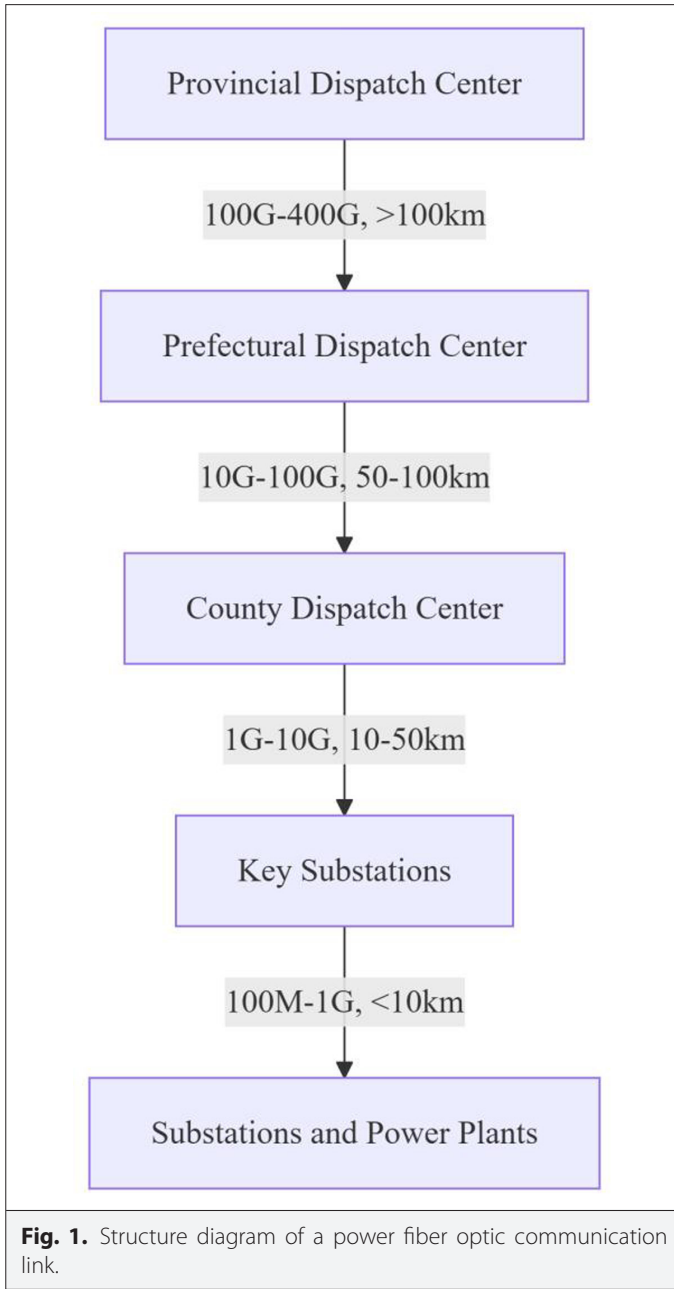 Provincial Dispatch Center
100G-400G, >100km
Prefectural Dispatch Center
10G-100G, 50-100km
County Dispatch Center
1G-10G, 10-50km
Key Substations
100M-1G, <10km
Substations and Power Plants
Fig. 1. Structure diagram of a power fiber optic communication
link.